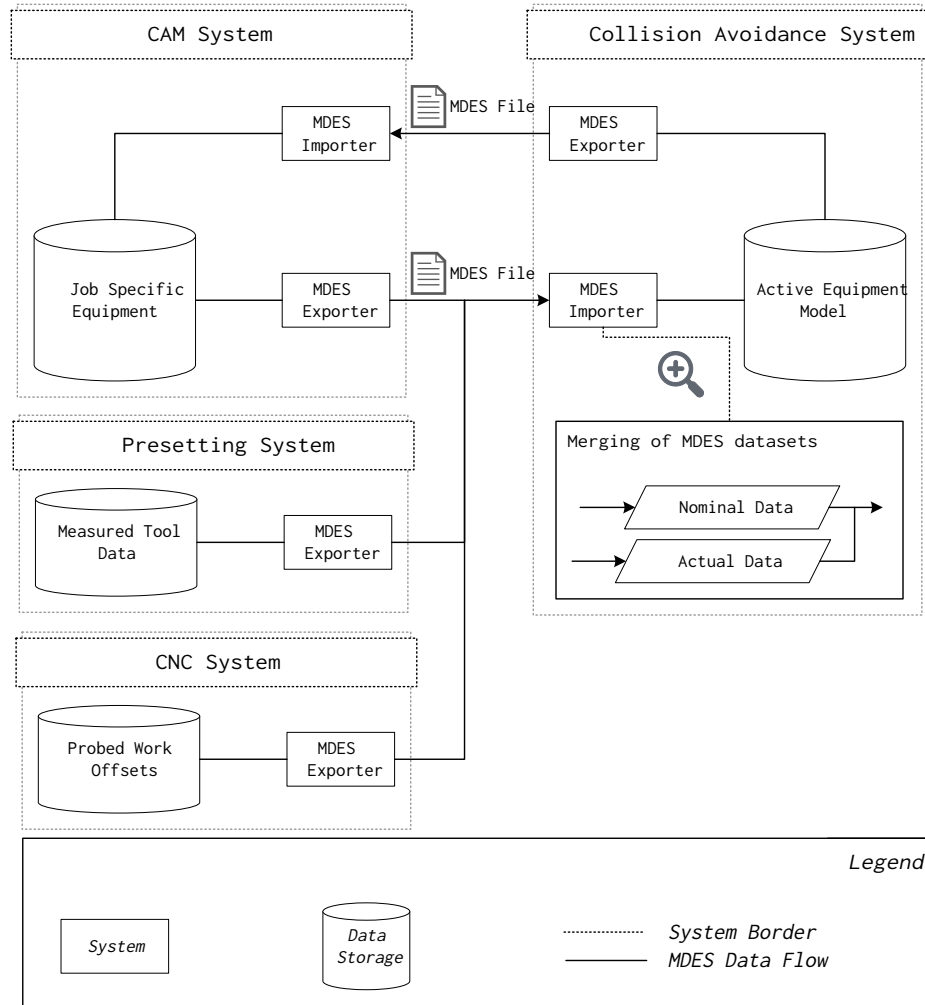 CAM System
Collision Avoidance System
MDES
Importer
MDES File
MDES
Exporter
Job Specific
Equipment
MDES
Exporter
MDES File
MDES
Importer
Active Equipment
Model
Presetting System
Measured Tool
Data
MDES
Exporter
Merging of MDES datasets
Nominal Data
Actual Data
CNC System
Probed Work
Offsets
MDES
Exporter
Legend
System
Data
Storage
System Border
MDES Data Flow